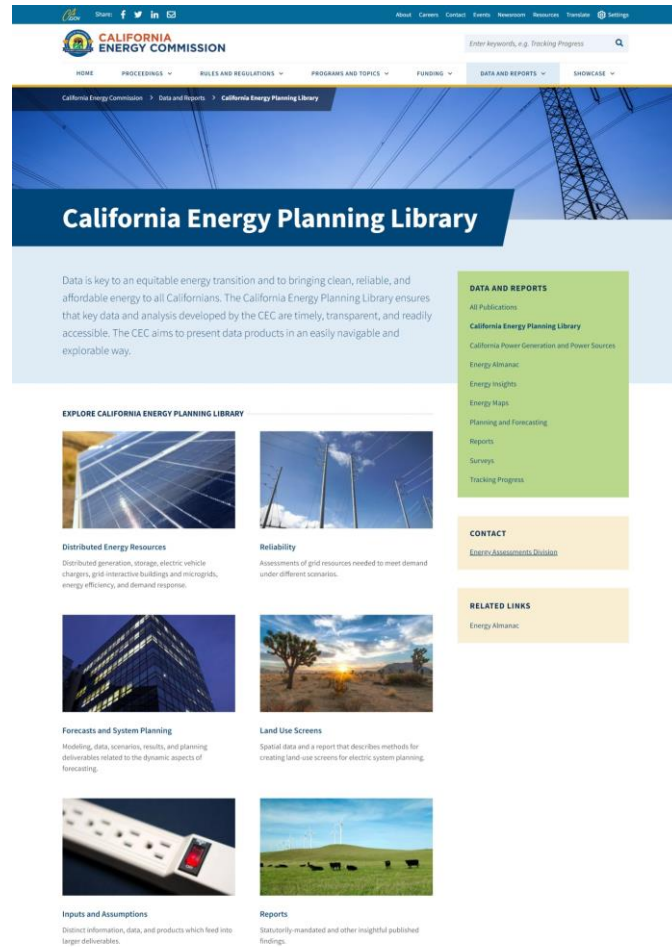 Share:
About Careers Contact Events Newsroom Resources Translate Settings
CALIFORNIA
ENERGY COMMISSION
Enter keywords, e.g. Tracking Progress
HOME PROCEEDINGS RULES AND REGULATIONS PROGRAMS AND TOPICS FUNDING DATA AND REPORTS SHOWCASE
California Energy Commission > Data and Reports > California Energy Planning Library
California Energy Planning Library
Data is key to an equitable energy transition and to bringing clean, reliable, and
affordable energy to all Californians. The California Energy Planning Library ensures
that key data and analysis developed by the CEC are timely, transparent, and readily
accessible. The CEC aims to present data products in an easily navigable and
explorable way.
DATA AND REPORTS
All Publications
California Energy Planning Library
California Power Generation and Power Sources
Energy Almanac
Energy Insights
Energy Maps
Planning and Forecasting
Reports
Surveys
Tracking Progress
CONTACT
Energy Assessments Division
RELATED LINKS
Energy Almanac
EXPLORE CALIFORNIA ENERGY PLANNING LIBRARY
Distributed Energy Resources
Distributed generation, storage, electric vehicle
chargers, grid-interactive buildings and microgrids,
energy efficiency, and demand response.
Reliability
Assessments of grid resources needed to meet demand
under different scenarios.
Forecasts and System Planning
Modeling, data, scenarios, results, and planning
deliverables related to the dynamic aspects of
forecasting.
Land Use Screens
Spatial data and a report that describes methods for
creating land-use screens for electric system planning.
Inputs and Assumptions
Distinct information, data, and products which feed into
larger deliverables.
Reports
Statutorily-mandated and other insightful published
findings.